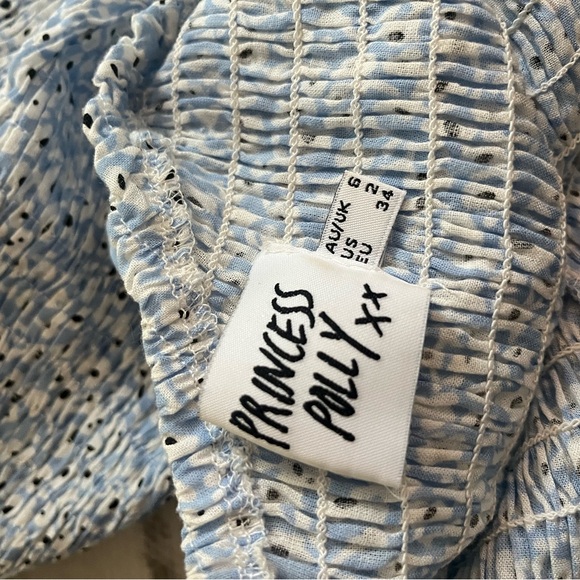 AU/UK 6
US 2
EU 34
PRINCESS
POLLY XX